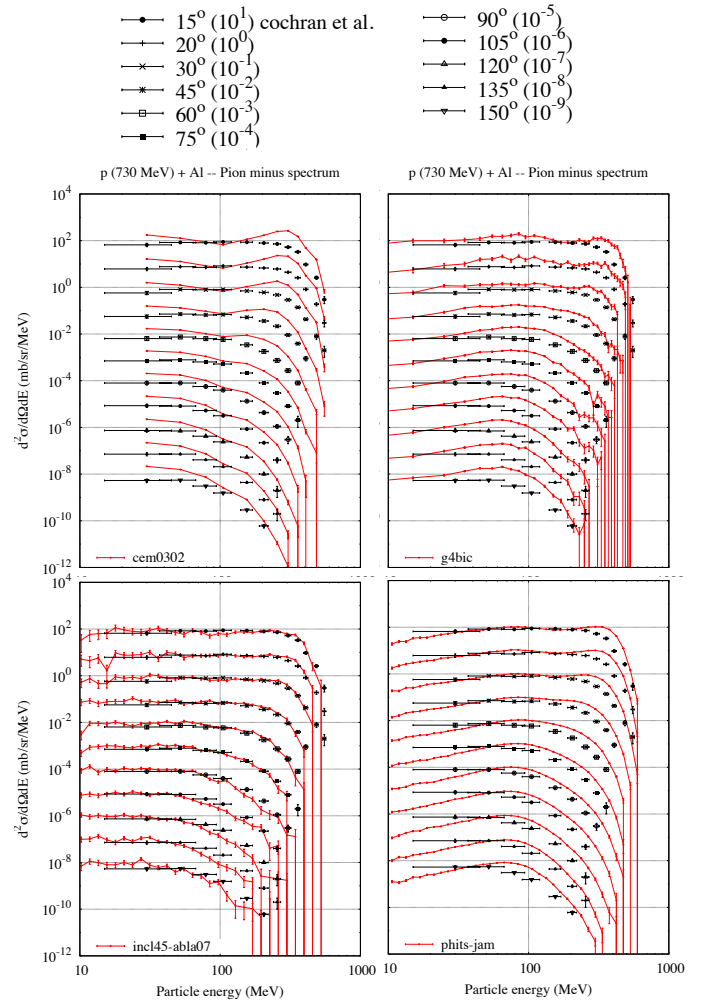 15° (10¹) cochran et al.
20° (10⁰)
30° (10⁻¹)
45° (10⁻²)
60° (10⁻³)
75° (10⁻⁴)
90° (10⁻⁵)
105° (10⁻⁶)
120° (10⁻⁷)
135° (10⁻⁸)
150° (10⁻⁹)
p (730 MeV) + Al -- Pion minus spectrum
p (730 MeV) + Al -- Pion minus spectrum
d²σ/dΩdE (mb/sr/MeV)
10⁴
10²
10⁰
10⁻²
10⁻⁴
10⁻⁶
10⁻⁸
10⁻¹⁰
10⁻¹²
cem0302
g4bic
10 100 1000 100 1000
d²σ/dΩdE (mb/sr/MeV)
10⁴
10²
10⁰
10⁻²
10⁻⁴
10⁻⁶
10⁻⁸
10⁻¹⁰
10⁻¹²
incl45-abla07
phits-jam
10 100 1000 10 100 1000
Particle energy (MeV) Particle energy (MeV)